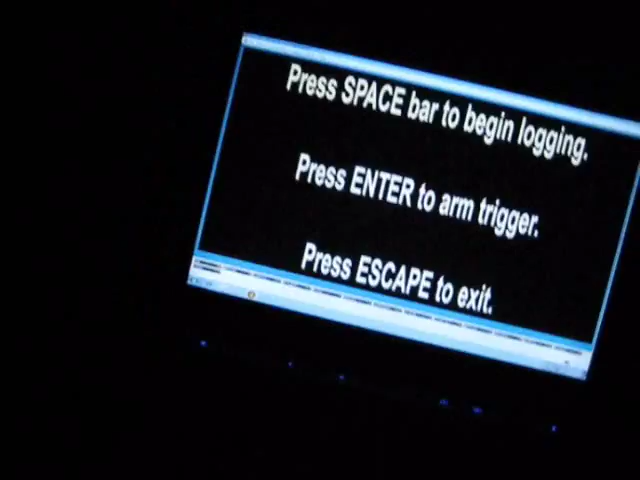 Press SPACE bar to begin logging.
Press ENTER to arm trigger.
Press ESCAPE to exit.